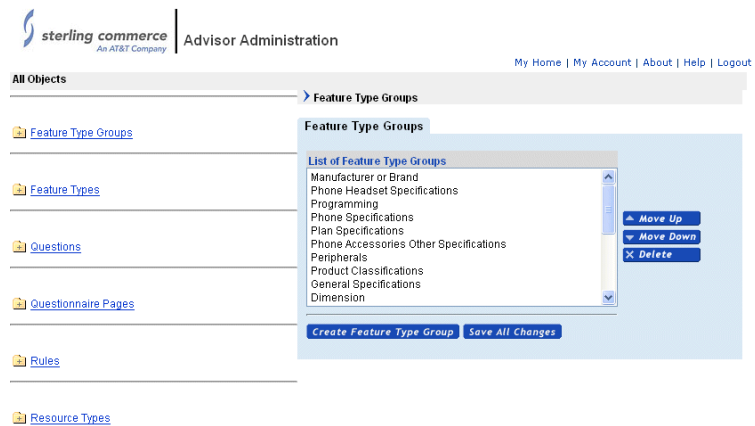 sterling commerce
An AT&T Company
Advisor Administration
My Home | My Account | About | Help | Logout
All Objects
Feature Type Groups
Feature Type Groups
Feature Type Groups
List of Feature Type Groups
Manufacturer or Brand
Phone Headset Specifications
Feature Types
Programming
Phone Specifications
Move Up
Plan Specifications
Move Down
Questions
Phone Accessories Other Specifications
Peripherals
Delete
Product Classifications
General Specifications
Dimension
Questionnaire Pages
Create Feature Type Group
Save All Changes
Rules
Resource Types